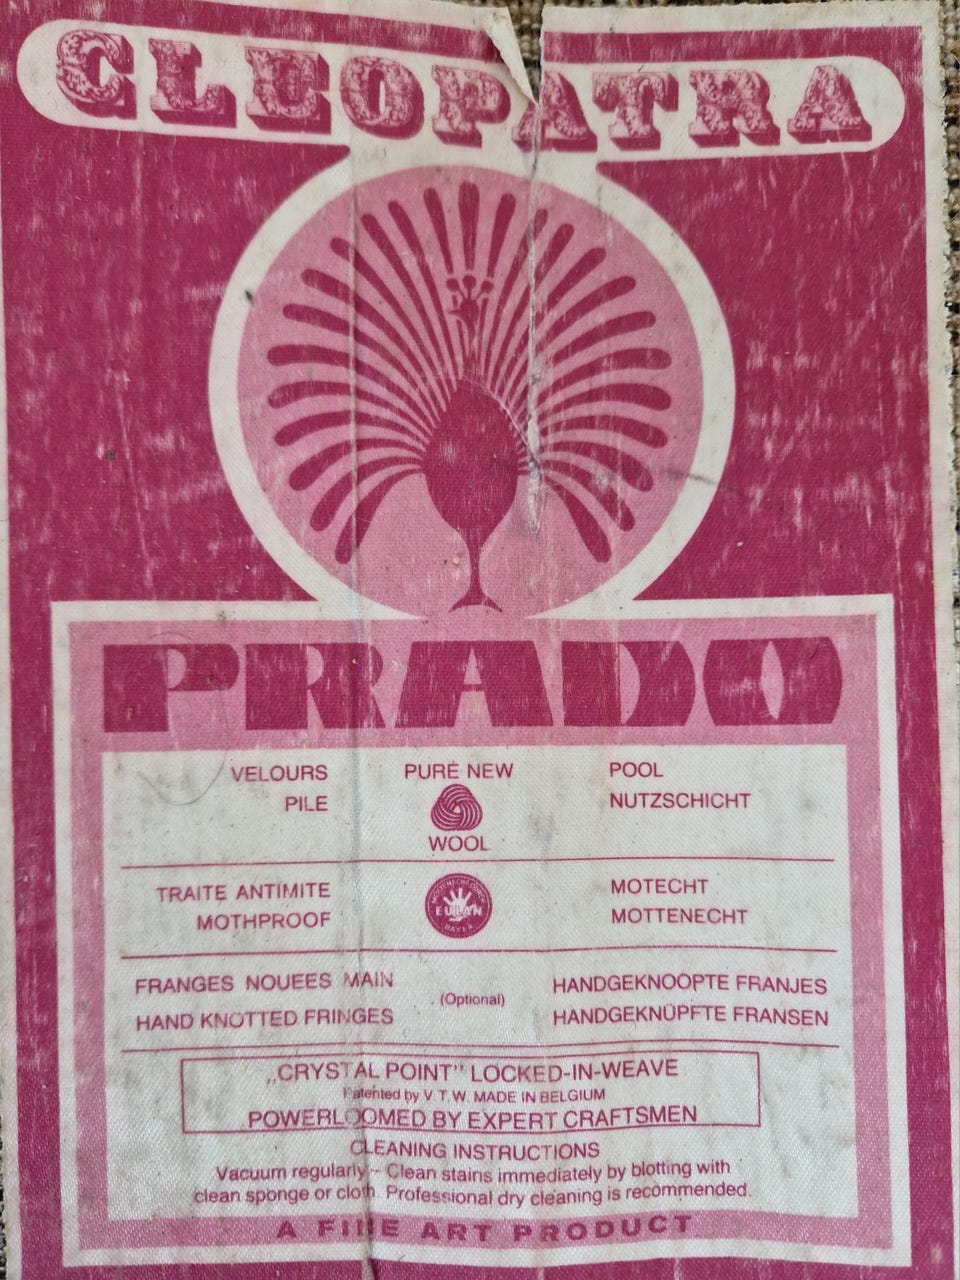 CLEOPATRA
PRADO
VELOURS PURE NEW POOL
PILE NUTZSCHICHT
WOOL
TRAITE ANTIMITE MOTECHT
MOTHPROOF MOTTENECHT
EULAN
BAYER
FRANGES NOUEES MAIN HANDGEKNOOPTE FRANJES
(Optional)
HAND KNOTTED FRINGES HANDGEKNÜPFTE FRANSEN
„CRYSTAL POINT” LOCKED-IN-WEAVE
Patented by V.T.W. MADE IN BELGIUM
POWERLOOMED BY EXPERT CRAFTSMEN
CLEANING INSTRUCTIONS
Vacuum regularly – Clean stains immediately by blotting with
clean sponge or cloth. Professional dry cleaning is recommended.
A FINE ART PRODUCT